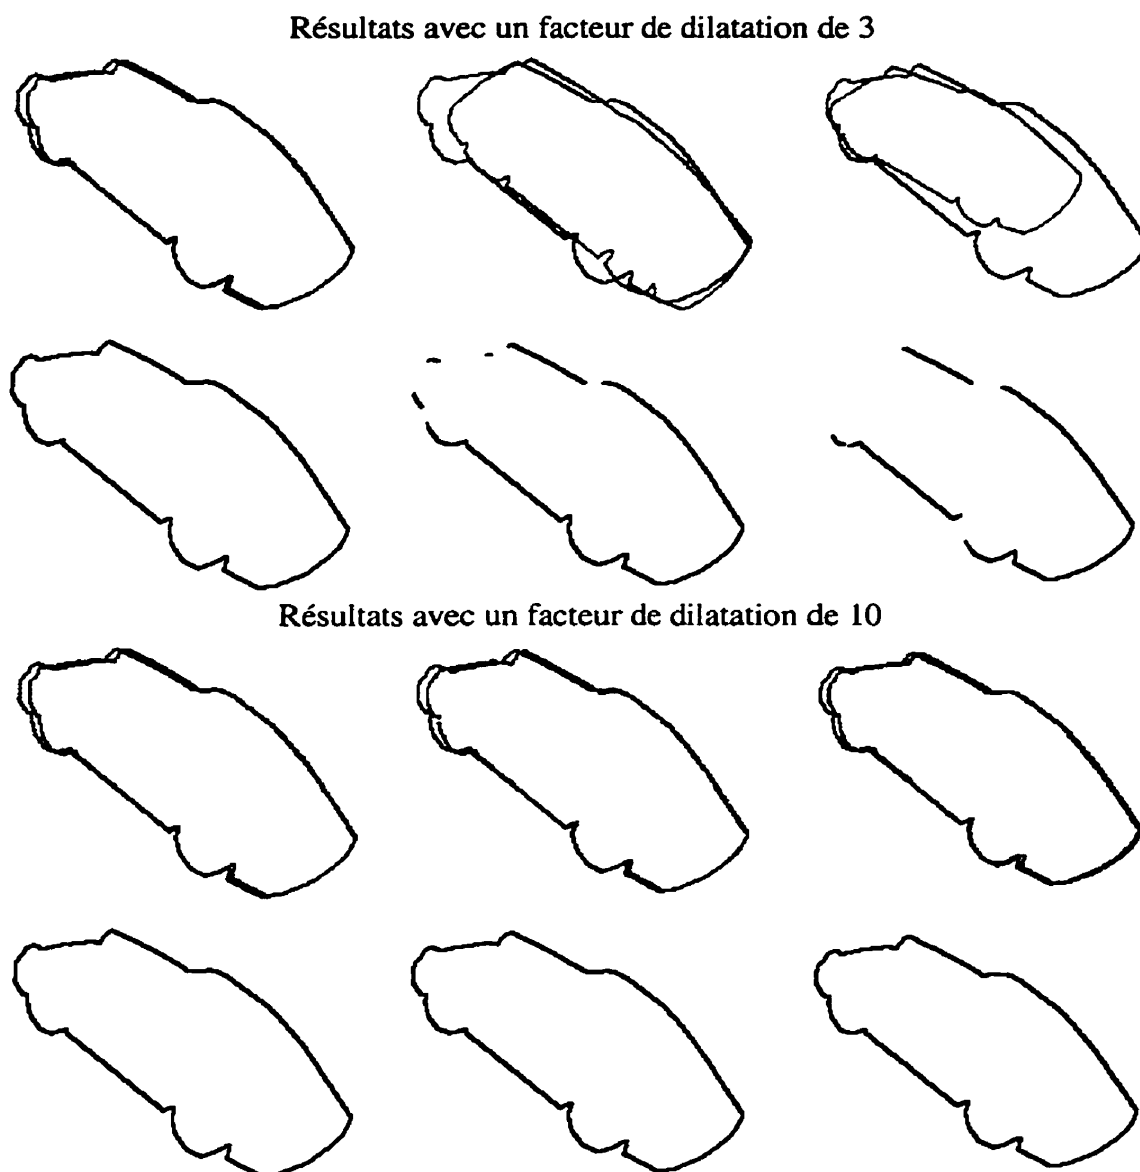 Résultats avec un facteur de dilatation de 3
Résultats avec un facteur de dilatation de 10